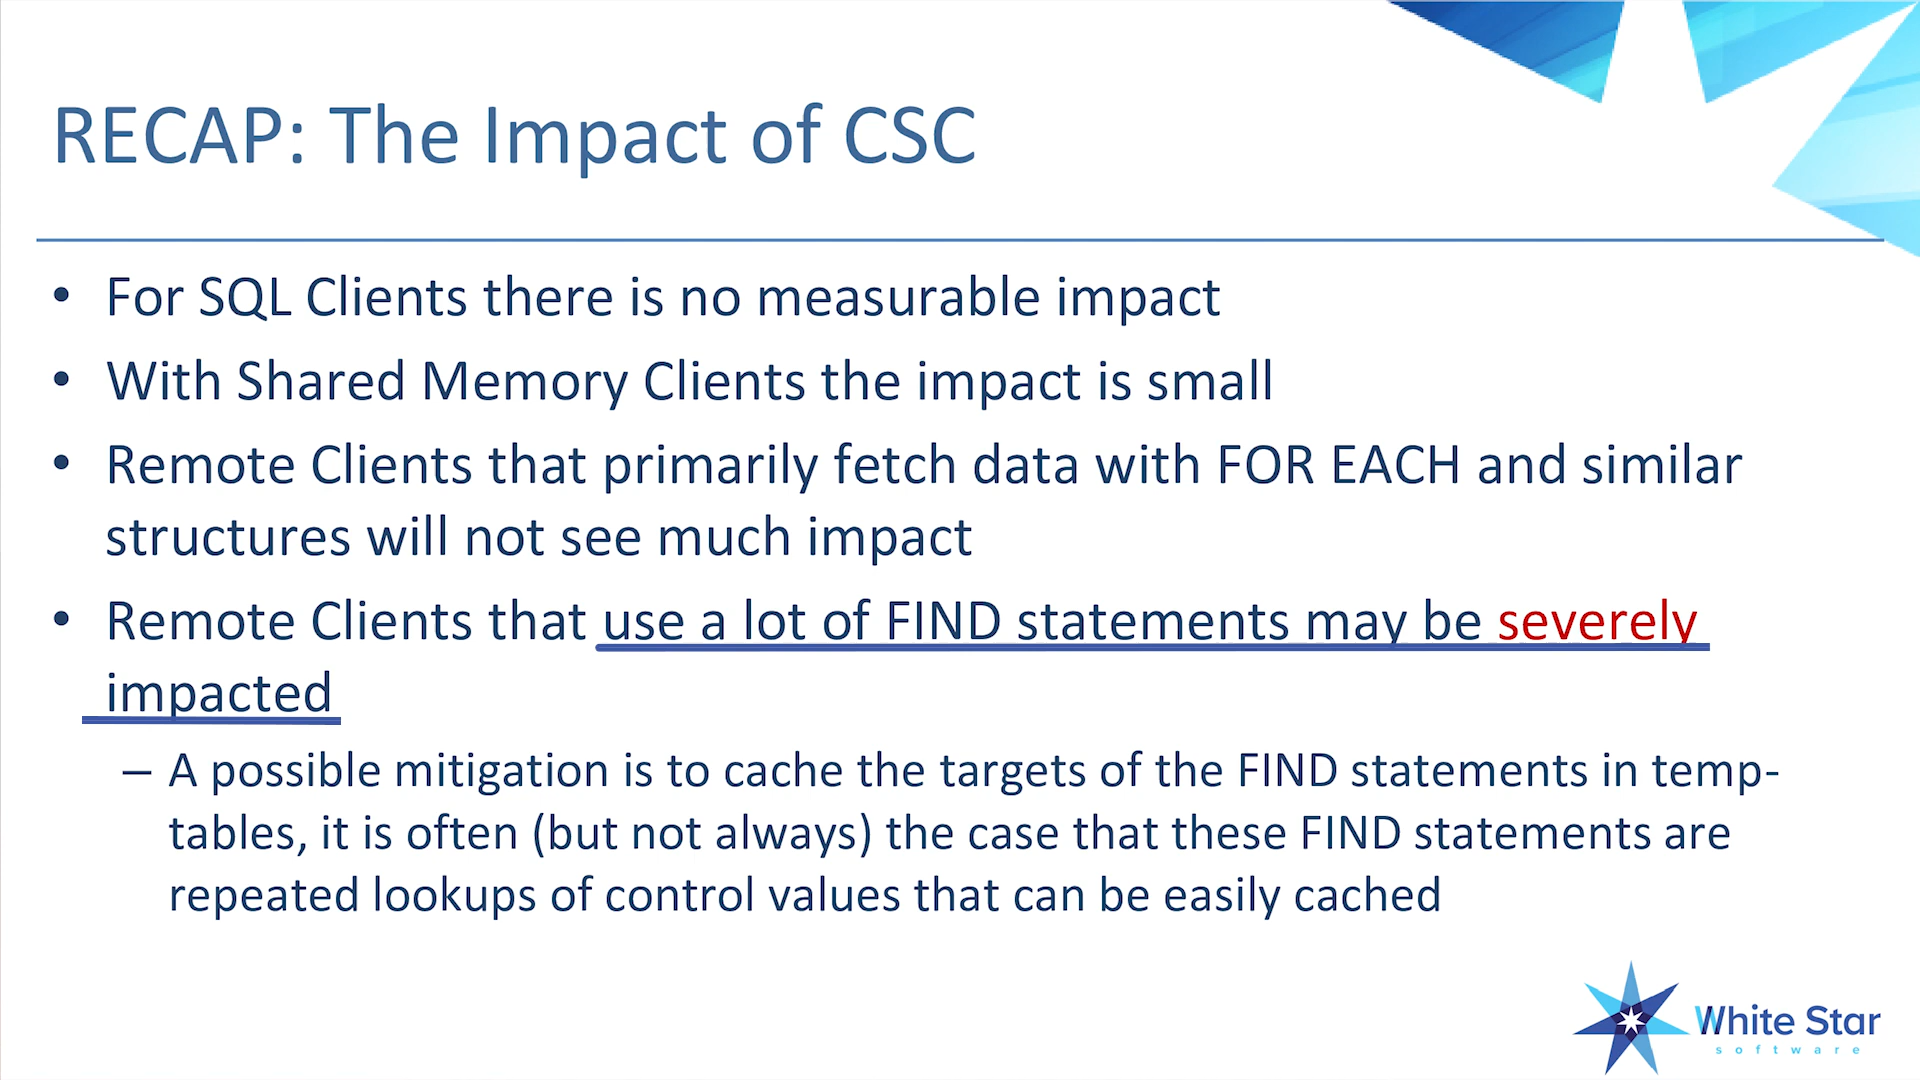 RECAP: The Impact of CSC
• For SQL Clients there is no measurable impact
• With Shared Memory Clients the impact is small
• Remote Clients that primarily fetch data with FOR EACH and similar
structures will not see much impact
• Remote Clients that use a lot of FIND statements may be severely
impacted
– A possible mitigation is to cache the targets of the FIND statements in temp-
tables, it is often (but not always) the case that these FIND statements are
repeated lookups of control values that can be easily cached
White Star
software